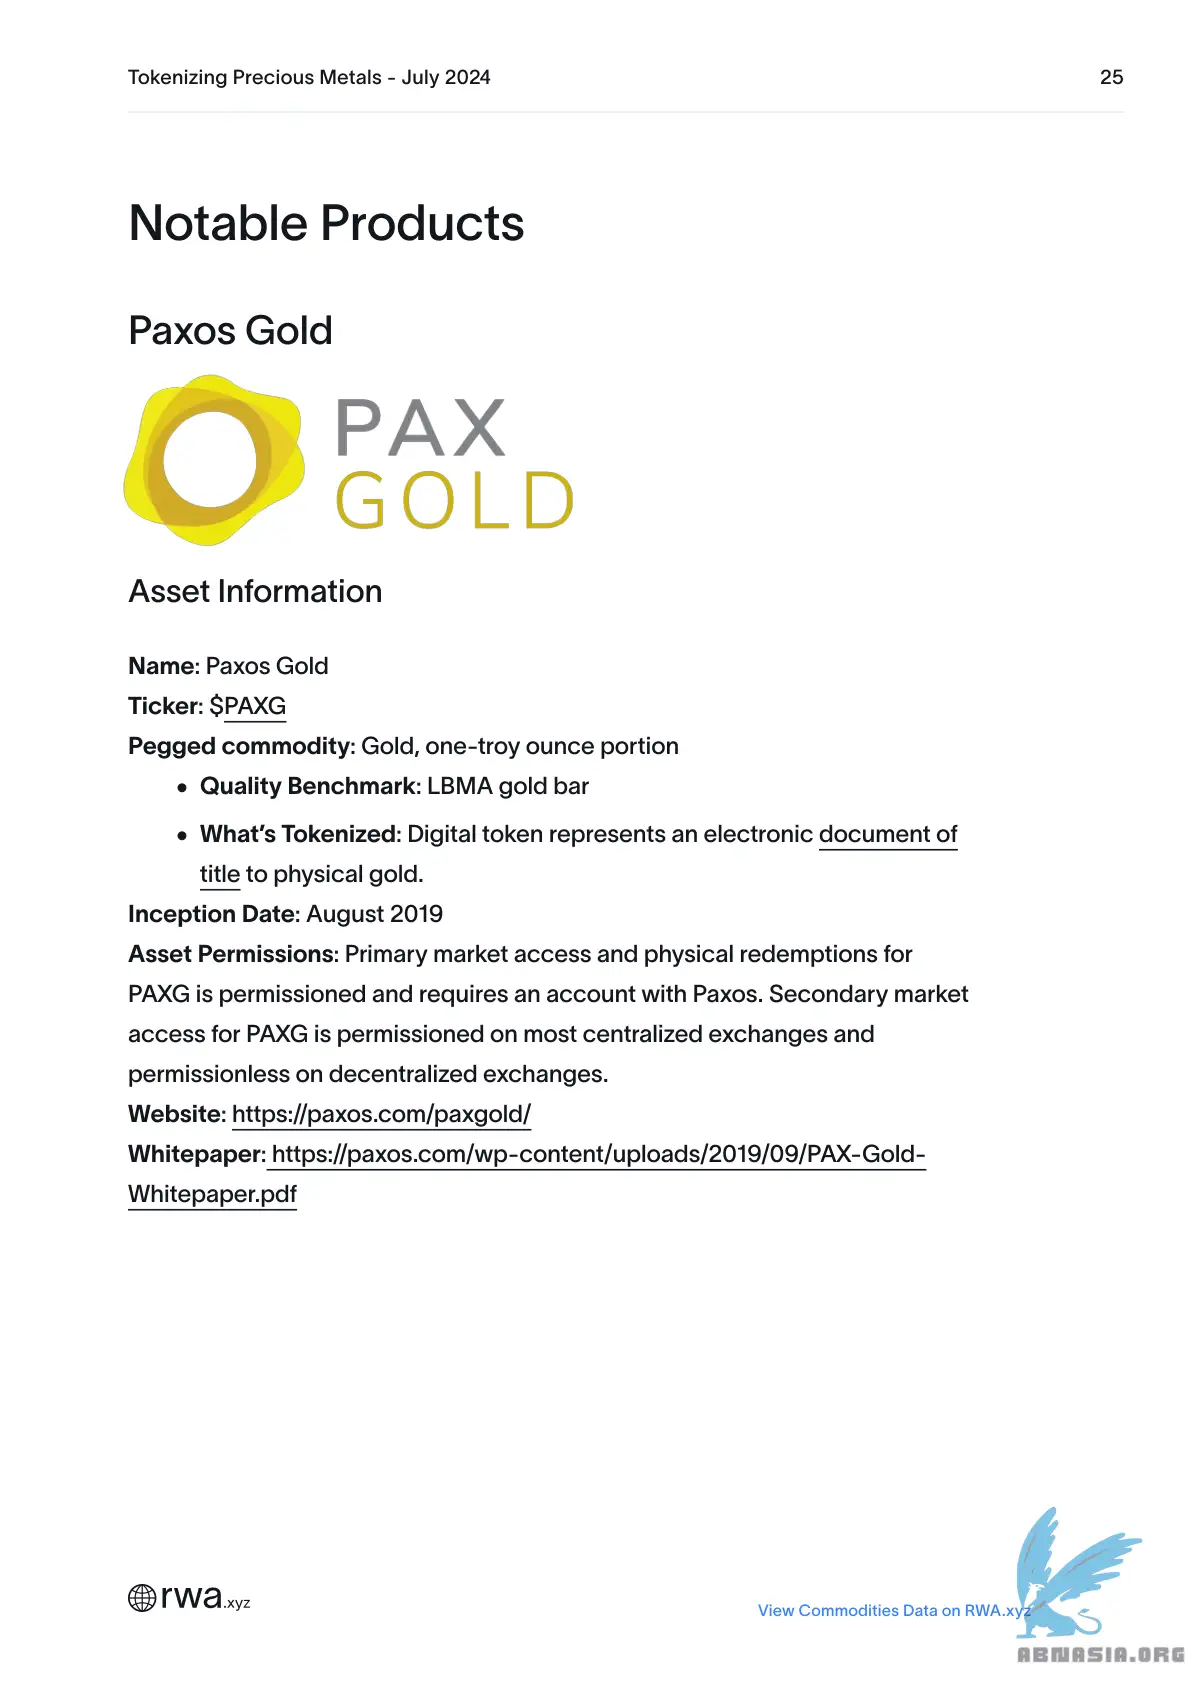 Tokenizing Precious Metals - July 2024
25
Notable Products
Paxos Gold
PAX
GOLD
Asset Information
Name: Paxos Gold
Ticker: $PAXG
Pegged commodity: Gold, one-troy ounce portion
• Quality Benchmark: LBMA gold bar
• What’s Tokenized: Digital token represents an electronic document of
title to physical gold.
Inception Date: August 2019
Asset Permissions: Primary market access and physical redemptions for
PAXG is permissioned and requires an account with Paxos. Secondary market
access for PAXG is permissioned on most centralized exchanges and
permissionless on decentralized exchanges.
Website: https://paxos.com/paxgold/
Whitepaper: https://paxos.com/wp-content/uploads/2019/09/PAX-Gold-
Whitepaper.pdf
rwa.xyz
View Commodities Data on RWA.xyz
ABNASIA.ORG